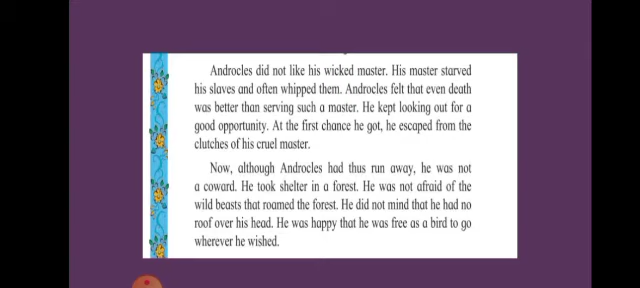 Androcles did not like his wicked master. His master starved
his slaves and often whipped them. Androcles felt that even death
was better than serving such a master. He kept looking out for a
good opportunity. At the first chance he got, he escaped from the
clutches of his cruel master.
Now, although Androcles had thus run away, he was not
a coward. He took shelter in a forest. He was not afraid of the
wild beasts that roamed the forest. He did not mind that he had no
roof over his head. He was happy that he was free as a bird to go
wherever he wished.